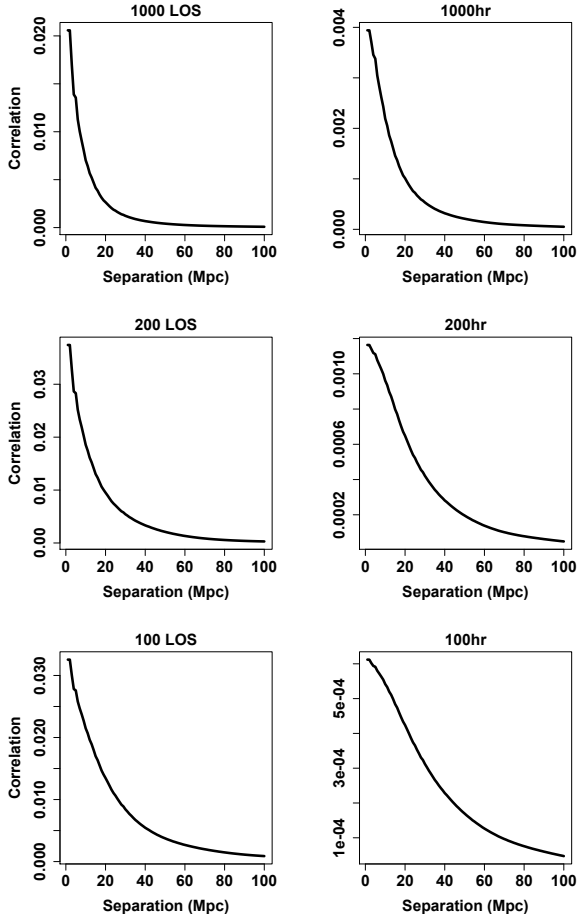 1000 LOS
Correlation
0.000 0.010 0.020
0 20 40 60 80 100
Separation (Mpc)
1000hr
0.000 0.002 0.004
0 20 40 60 80 100
Separation (Mpc)
200 LOS
Correlation
0.00 0.01 0.02 0.03
0 20 40 60 80 100
Separation (Mpc)
200hr
0.0002 0.0006 0.0010
0 20 40 60 80 100
Separation (Mpc)
100 LOS
Correlation
0.000 0.010 0.020 0.030
0 20 40 60 80 100
Separation (Mpc)
100hr
1e-04 3e-04 5e-04
0 20 40 60 80 100
Separation (Mpc)